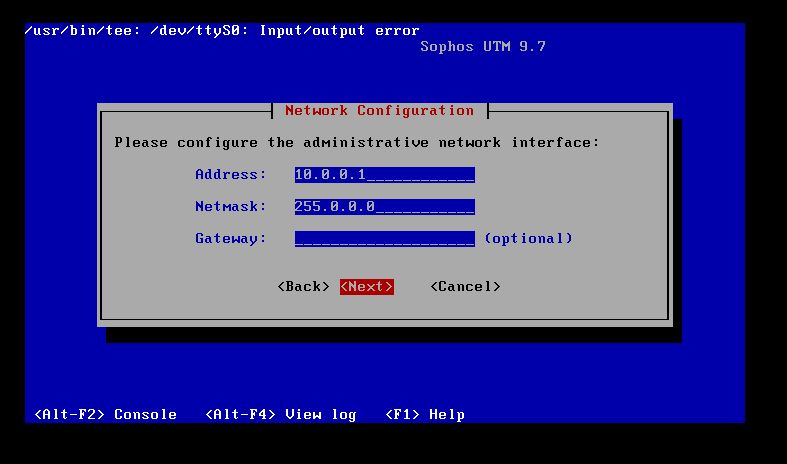 /usr/bin/tee: /dev/ttyS0: Input/output error
Sophos UTM 9.7
Network Configuration
Please configure the administrative network interface:
Address: 10.0.0.1____________
Netmask: 255.0.0.0___________
Gateway: ____________________ (optional)
<Back> <Next> <Cancel>
<Alt-F2> Console <Alt-F4> View log <F1> Help